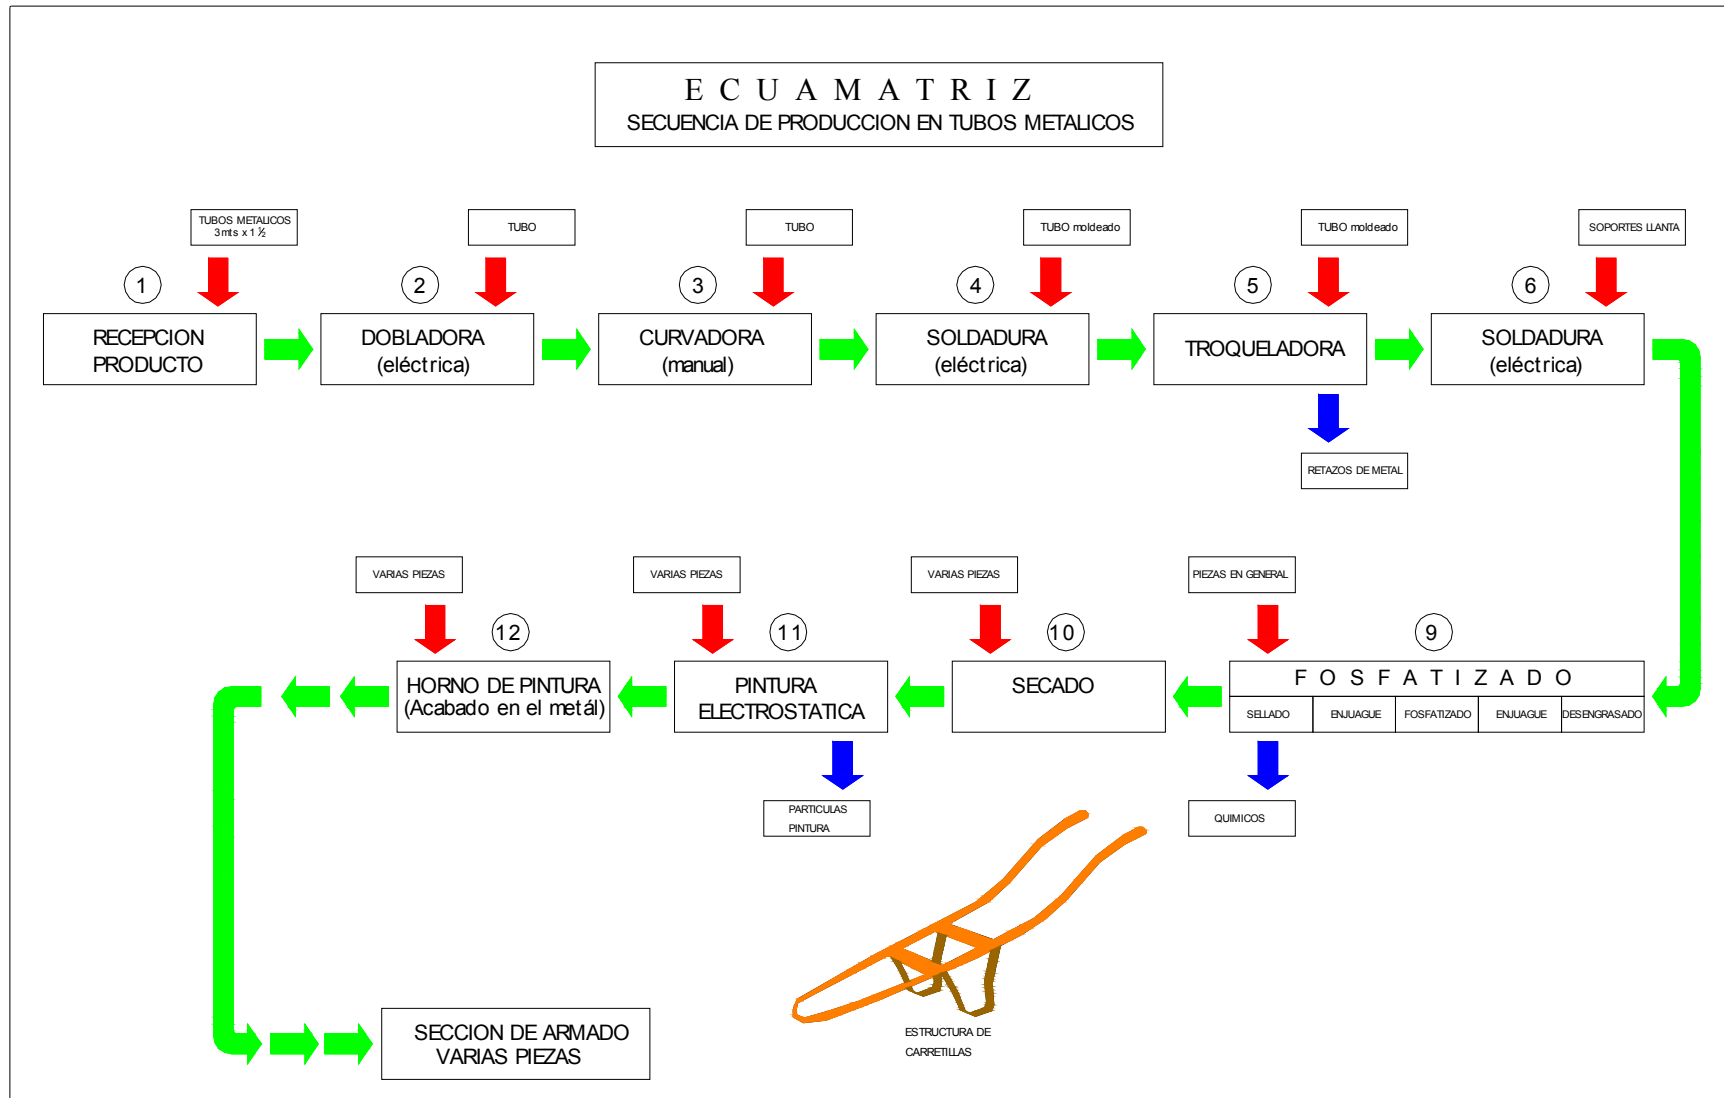 E C U A M A T R I Z
SECUENCIA DE PRODUCCION EN TUBOS METALICOS
TUBOS METALICOS
3mts x 1 ½
TUBO
TUBO
TUBO moldeado
TUBO moldeado
SOPORTES LLANTA
1
2
3
4
5
6
RECEPCION
PRODUCTO
DOBLADORA
(eléctrica)
CURVADORA
(manual)
SOLDADURA
(eléctrica)
TROQUELADORA
SOLDADURA
(eléctrica)
RETAZOS DE METAL
VARIAS PIEZAS
VARIAS PIEZAS
VARIAS PIEZAS
PIEZAS EN GENERAL
12
11
10
9
HORNO DE PINTURA
(Acabado en el metál)
PINTURA
ELECTROSTATICA
SECADO
F O S F A T I Z A D O
SELLADO
ENJUAGUE
FOSFATIZADO
ENJUAGUE
DESENGRASADO
PARTICULAS
PINTURA
QUIMICOS
SECCION DE ARMADO
VARIAS PIEZAS
ESTRUCTURA DE
CARRETILLAS